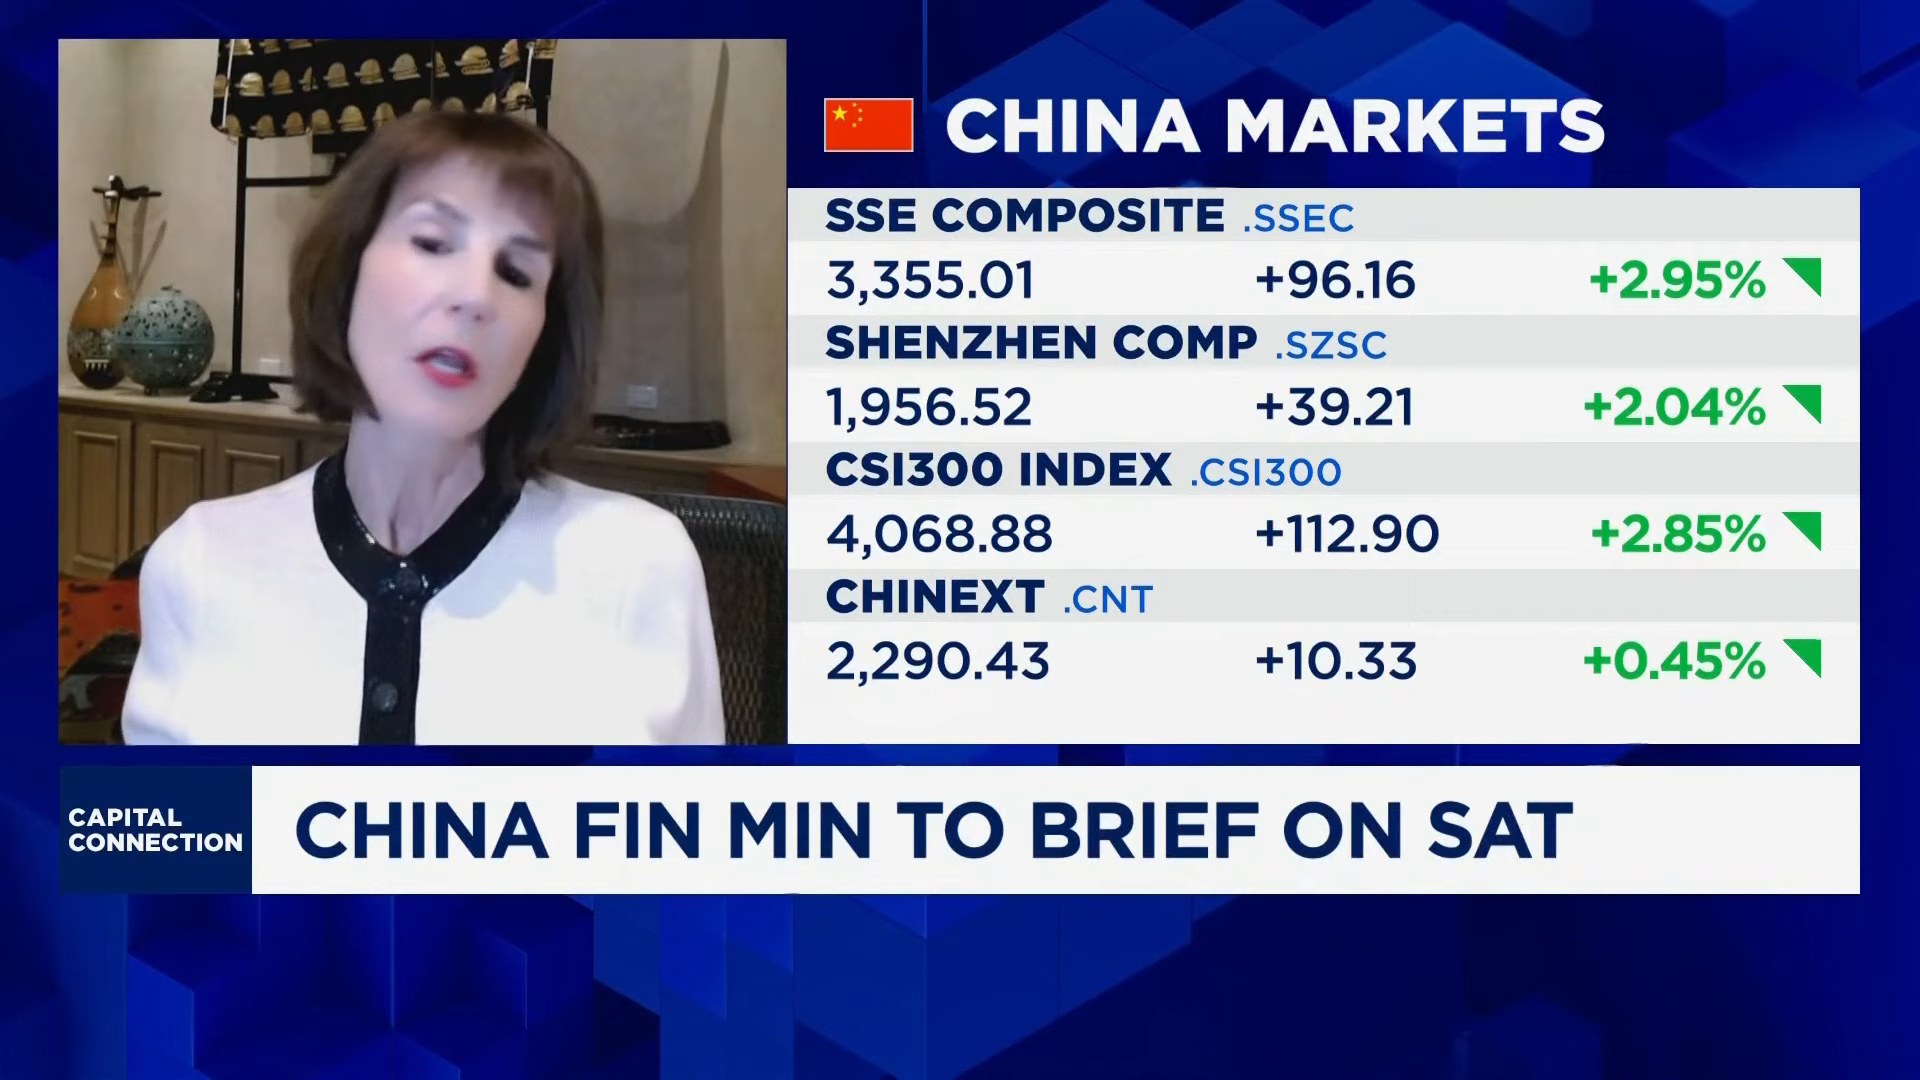 CHINA MARKETS
SSE COMPOSITE .SSEC
3,355.01 +96.16 +2.95%
SHENZHEN COMP .SZSC
1,956.52 +39.21 +2.04%
CSI300 INDEX .CSI300
4,068.88 +112.90 +2.85%
CHINEXT .CNT
2,290.43 +10.33 +0.45%
CAPITAL
CONNECTION
CHINA FIN MIN TO BRIEF ON SAT